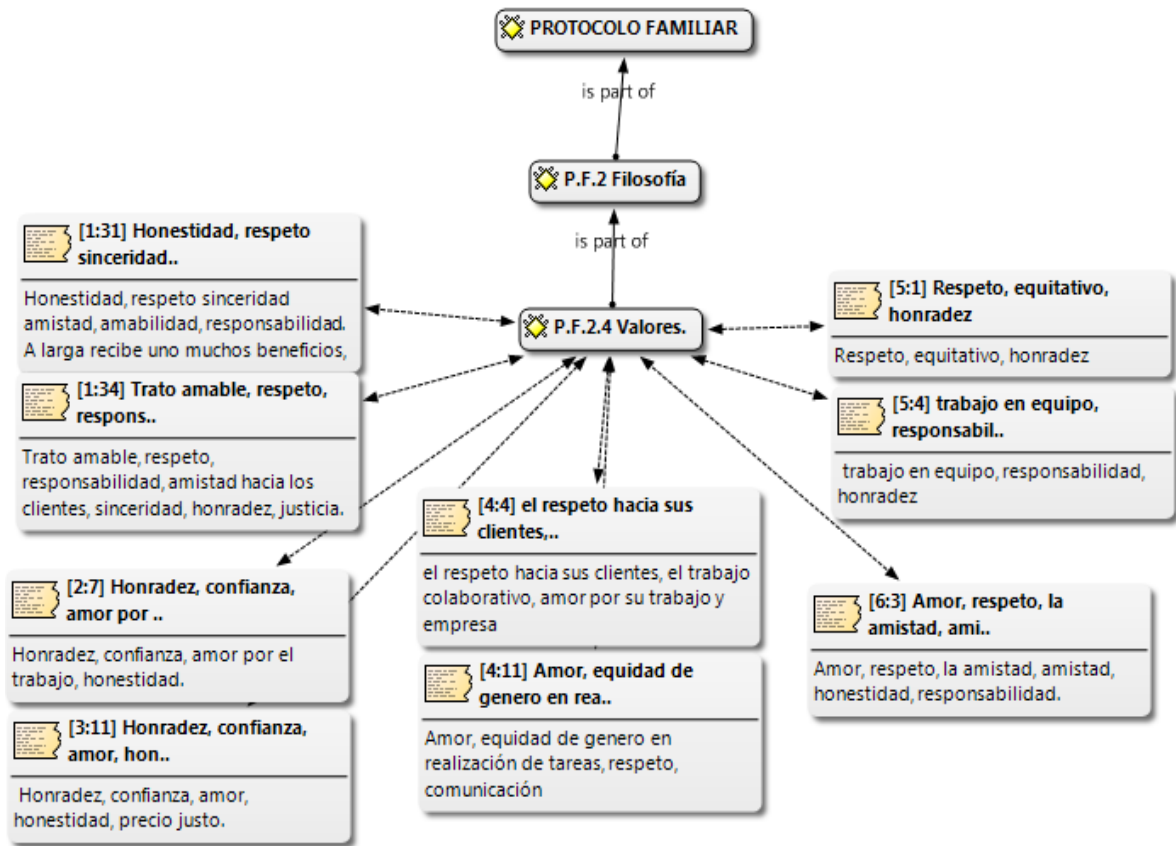 PROTOCOLO FAMILIAR
is part of
P.F.2 Filosofía
is part of
P.F.2.4 Valores.
[1:31] Honestidad, respeto
sinceridad..
Honestidad, respeto sinceridad
amistad, amabilidad, responsabilidad.
A larga recibe uno muchos beneficios,
[1:34] Trato amable, respeto,
respons..
Trato amable, respeto,
responsabilidad, amistad hacia los
clientes, sinceridad, honradez, justicia.
[2:7] Honradez, confianza,
amor por ..
Honradez, confianza, amor por el
trabajo, honestidad.
[3:11] Honradez, confianza,
amor, hon..
Honradez, confianza, amor,
honestidad, precio justo.
[4:4] el respeto hacia sus
clientes,..
el respeto hacia sus clientes, el trabajo
colaborativo, amor por su trabajo y
empresa
[4:11] Amor, equidad de
genero en rea..
Amor, equidad de genero en
realización de tareas, respeto,
comunicación
[5:1] Respeto, equitativo,
honradez
Respeto, equitativo, honradez
[5:4] trabajo en equipo,
responsabil..
trabajo en equipo, responsabilidad,
honradez
[6:3] Amor, respeto, la
amistad, ami..
Amor, respeto, la amistad, amistad,
honestidad, responsabilidad.